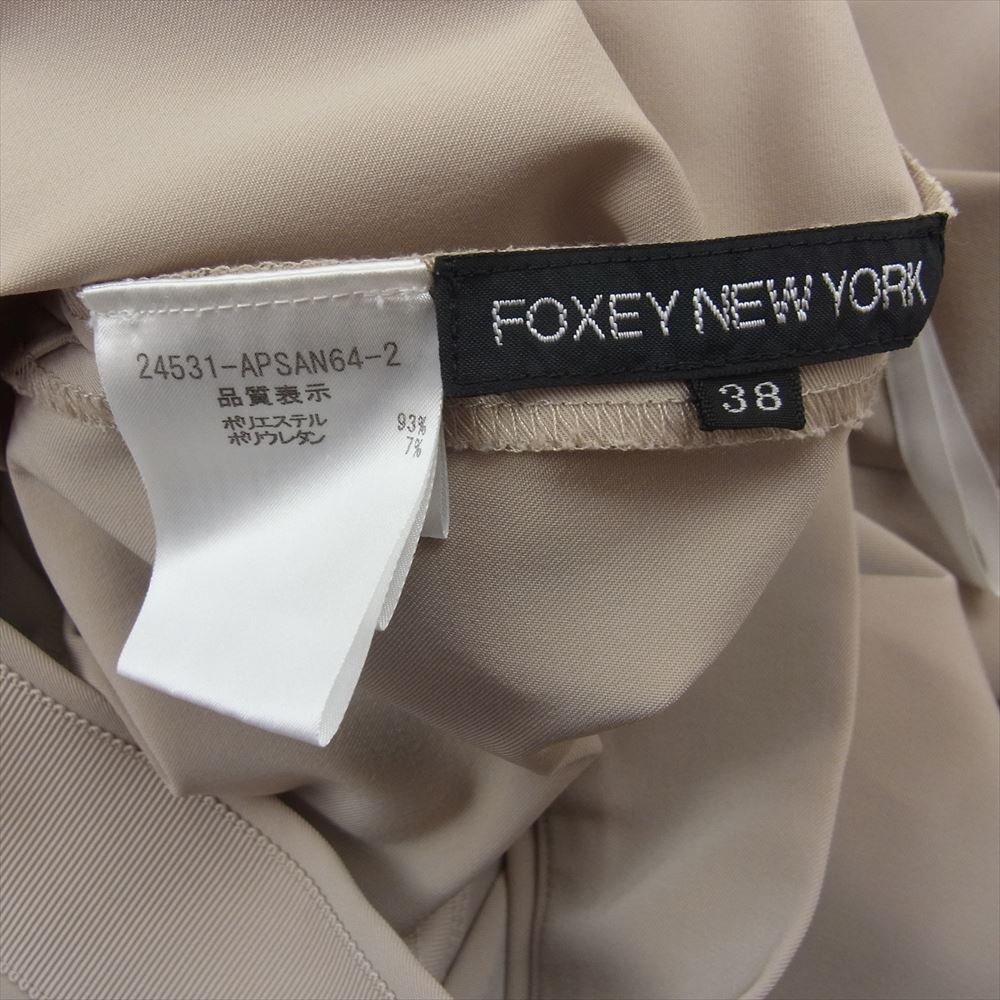 FOXEY NEW YORK
38
24531-APSAN64-2
品質表示
ポリエステル 93%
ポリウレタン 7%